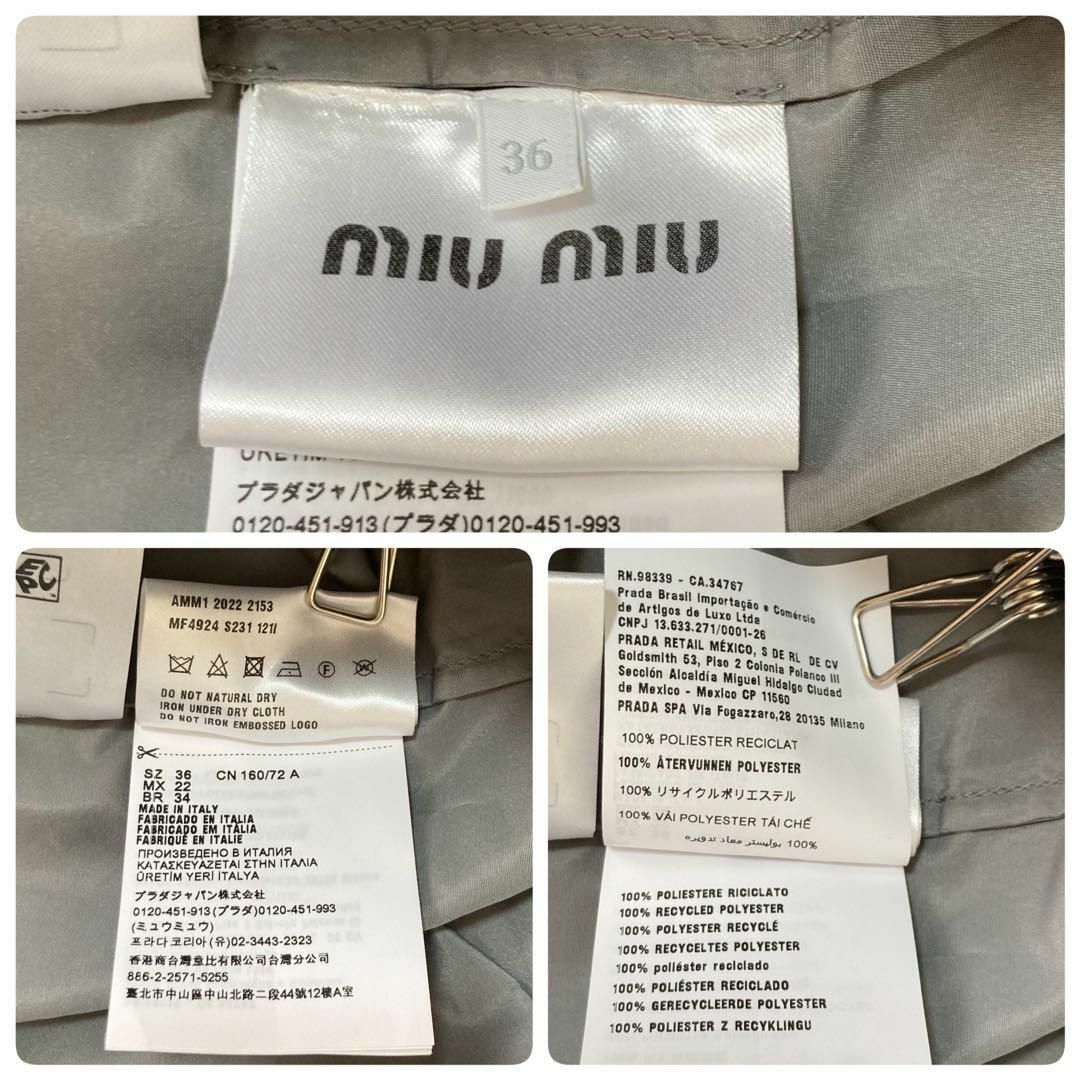 36
miu miu
プラダジャパン株式会社
0120-451-913(プラダ)0120-451-993
AMM1 2022 2153
MF4924 S231 121/
DO NOT NATURAL DRY
IRON UNDER DRY CLOTH
DO NOT IRON EMBOSSED LOGO
SZ 36 CN 160/72 A
MX 22
BR 34
MADE IN ITALY
FABRICADO EN ITALIA
FABRICADO EM ITÁLIA
FABRIQUÉ EN ITALIE
ПРОИЗВЕДЕНО В ИТАЛИЯ
ΚΑΤΑΣΚΕΥΑΖΕΤΑΙ ΣΤΗΝ ΙΤΑΛΙΑ
ÜRETİM YERİ İTALYA
プラダジャパン株式会社
0120-451-913(プラダ)0120-451-993
(ミュウミュウ)
프라다코리아(유)02-3443-2323
香港商台灣壹比有限公司台灣分公司
886-2-2571-5255
臺北市中山區中山北路二段44號12樓A室
RN.98339 - CA.34767
Prada Brasil Importação e Comércio
de Artigos de Luxo Ltda
CNPJ 13.633.271/0001-26
PRADA RETAIL MÉXICO, S DE RL DE CV
Goldsmith 53, Piso 2 Colonia Polanco III
Sección Alcaldía Miguel Hidalgo Ciudad
de Mexico - Mexico CP 11560
PRADA SPA Via Fogazzaro,28 20135 Milano
100% POLIESTER RECICLAT
100% ÅTERVUNNEN POLYESTER
100% リサイクルポリエステル
100% VẢI POLYESTER TÁI CHẾ
100% بوليستر معاد تدويره
100% POLIESTERE RICICLATO
100% RECYCLED POLYESTER
100% POLYESTER RECYCLÉ
100% RECYCELTES POLYESTER
100% poliéster reciclado
100% POLIÉSTER RECICLADO
100% GERECYCLEERDE POLYESTER
100% POLIESTER Z RECYKLINGU